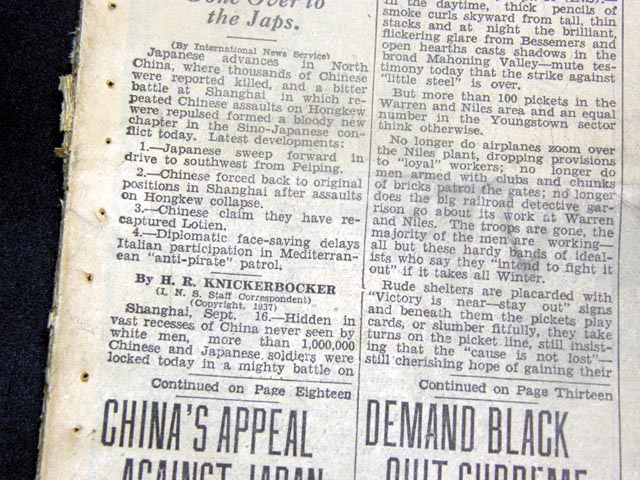 Gone Over to
the Japs.
(By International News Service)
Japanese advances in North
China, where thousands of Chinese
were reported killed, and a bitter
battle at Shanghai in which re-
peated Chinese assaults on Hongkew
were repulsed formed a bloody new
chapter in the Sino-Japanese con-
flict today. Latest developments:
1.—Japanese sweep forward in
drive to southwest from Peiping.
2.—Chinese forced back to original
positions in Shanghai after assaults
on Hongkew collapse.
3.—Chinese claim they have re-
captured Lotien.
4.—Diplomatic face-saving delays
Italian participation in Mediterran-
ean "anti-pirate" patrol.
By H. R. KNICKERBOCKER
(I. N. S. Staff Correspondent)
(Copyright, 1937)
Shanghai, Sept. 16.—Hidden in
vast recesses of China never seen by
white men, more than 1,000,000
Chinese and Japanese soldiers were
locked today in a mighty battle on
Continued on Page Eighteen
CHINA'S APPEAL
AGAINST JAPAN
in the daytime, thick pencils of
smoke curls skyward from tall, thin
stacks and at night the brilliant,
flickering glare from Bessemers and
open hearths casts shadows in the
broad Mahoning Valley—mute tes-
timony today that the strike against
"little steel" is over.
But more than 100 pickets in the
Warren and Niles area and an equal
number in the Youngstown sector
think otherwise.
No longer do airplanes zoom over
the Niles plant, dropping provisions
to "loyal" workers; no longer do
men armed with clubs and chunks
of bricks patrol the gates; no longer
does the big railroad detective gar-
rison go about its work at Warren
and Niles. The troops are gone, the
majority of the men are working—
all but these hardy bands of ideal-
ists who say they "intend to fight it
out" if it takes all Winter.
Rude shelters are placarded with
"Victory is near—stay out" signs
and beneath them the pickets play
cards, or slumber fitfully, they take
turns on the picket line, still insist-
ing that the "cause is not lost"—
still cherishing hope of gaining their
Continued on Page Thirteen
DEMAND BLACK
QUIT SUPREME